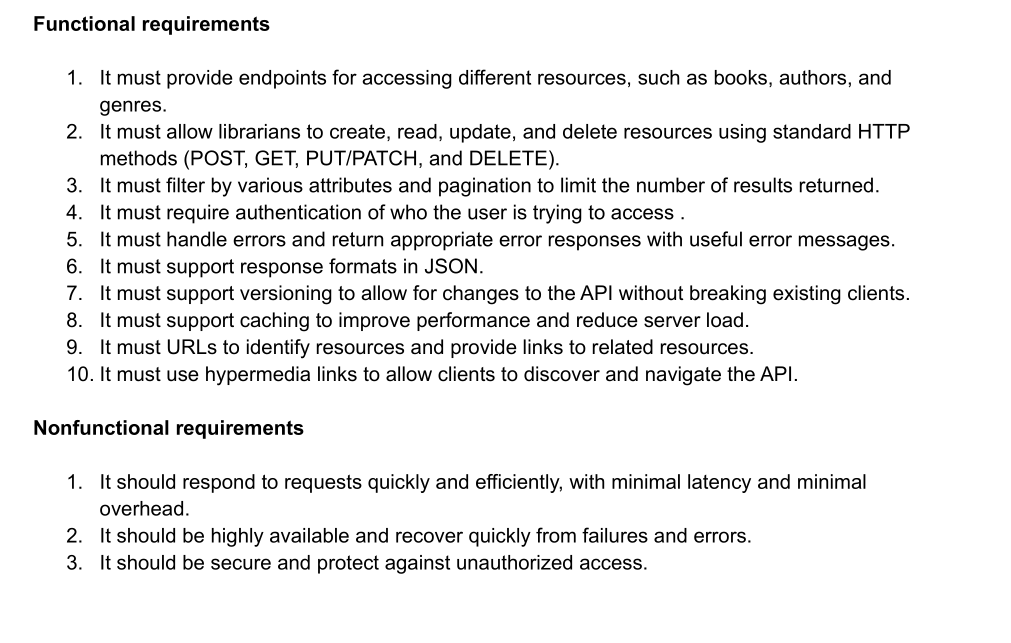 Functional requirements
1. It must provide endpoints for accessing different resources, such as books, authors, and
genres.
2. It must allow librarians to create, read, update, and delete resources using standard HTTP
methods (POST, GET, PUT/PATCH, and DELETE).
3. It must filter by various attributes and pagination to limit the number of results returned.
4. It must require authentication of who the user is trying to access .
5. It must handle errors and return appropriate error responses with useful error messages.
6. It must support response formats in JSON.
7. It must support versioning to allow for changes to the API without breaking existing clients.
8. It must support caching to improve performance and reduce server load.
9. It must URLs to identify resources and provide links to related resources.
10. It must use hypermedia links to allow clients to discover and navigate the API.
Nonfunctional requirements
1. It should respond to requests quickly and efficiently, with minimal latency and minimal
overhead.
2. It should be highly available and recover quickly from failures and errors.
3. It should be secure and protect against unauthorized access.